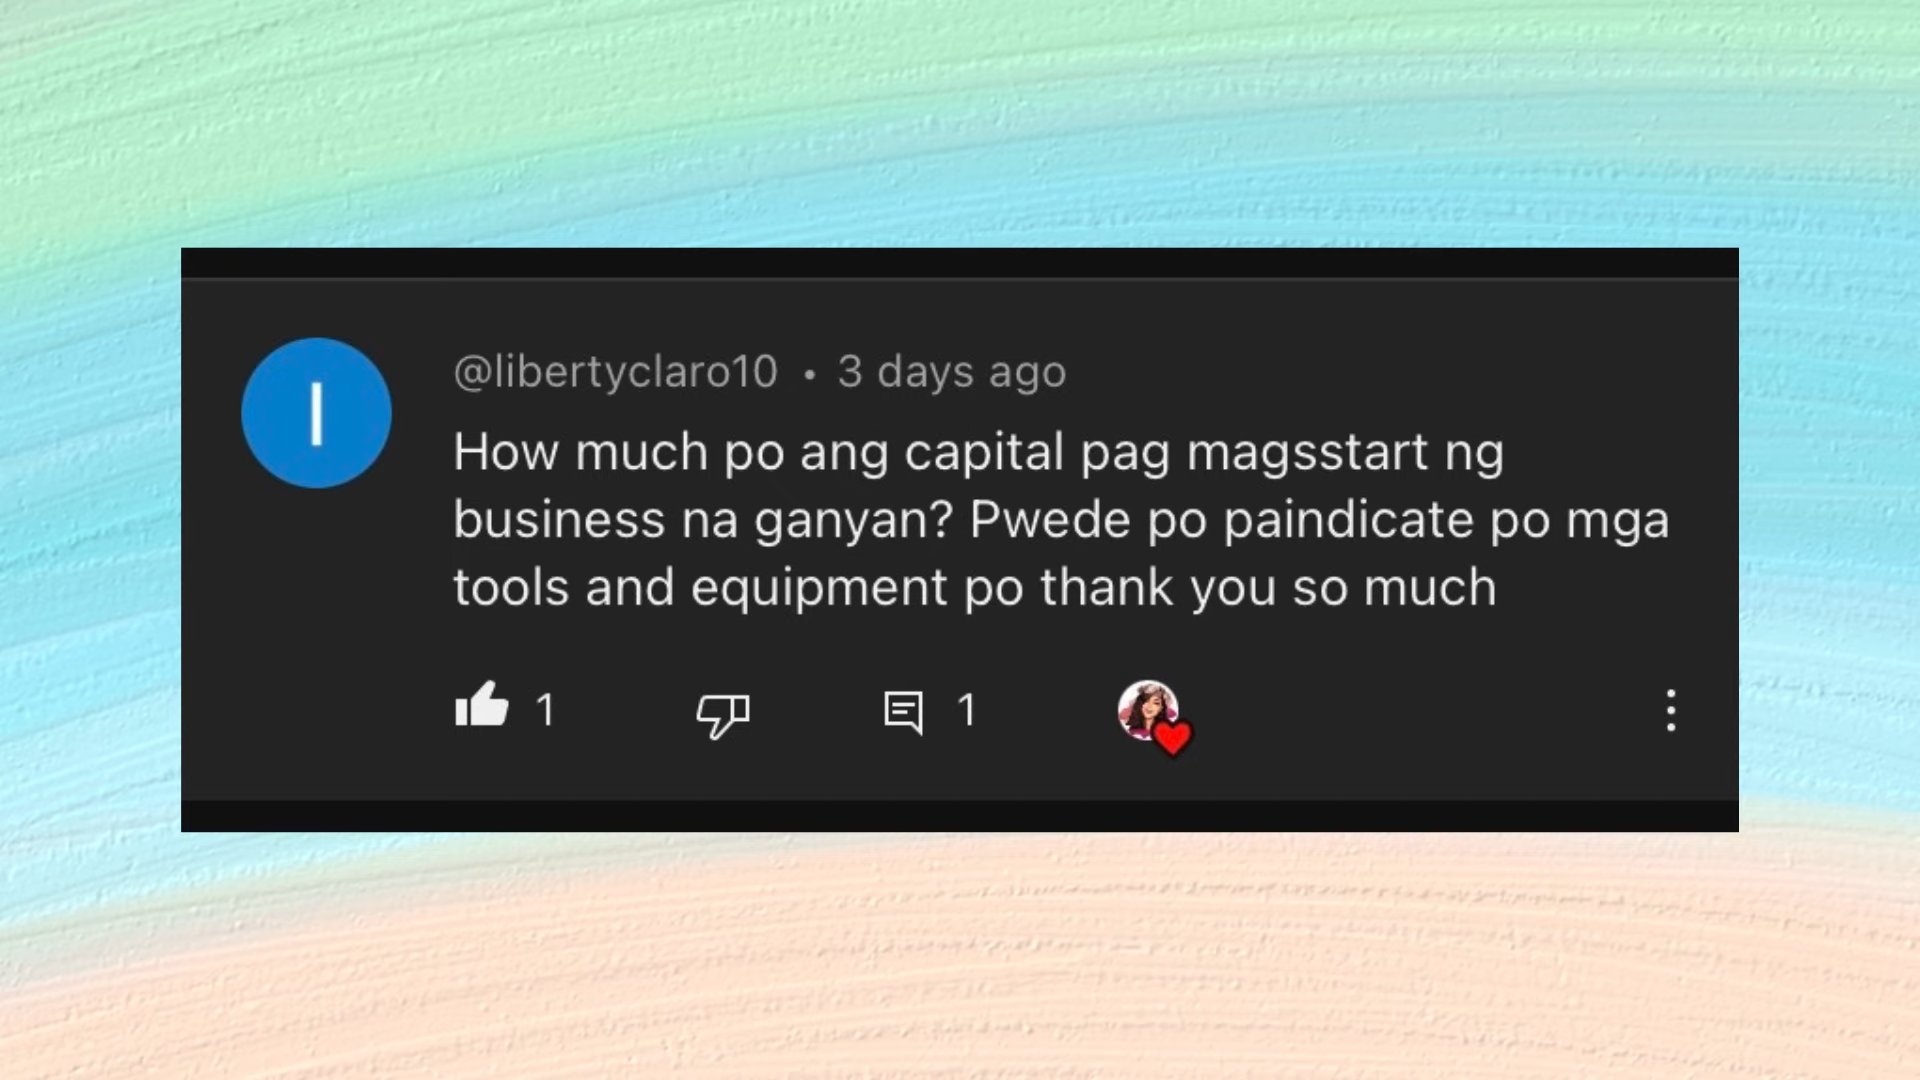 I
@libertyclaro10 • 3 days ago
How much po ang capital pag magsstart ng
business na ganyan? Pwede po paindicate po mga
tools and equipment po thank you so much
1
1